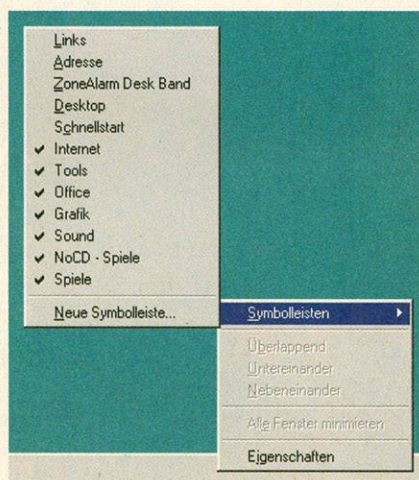 Links
Adresse
ZoneAlarm Desk Band
Desktop
Schnellstart
Internet
Tools
Office
Grafik
Sound
NoCD - Spiele
Spiele
Neue Symbolleiste...
Symbolleisten
Überlappend
Untereinander
Nebeneinander
Alle Fenster minimieren
Eigenschaften